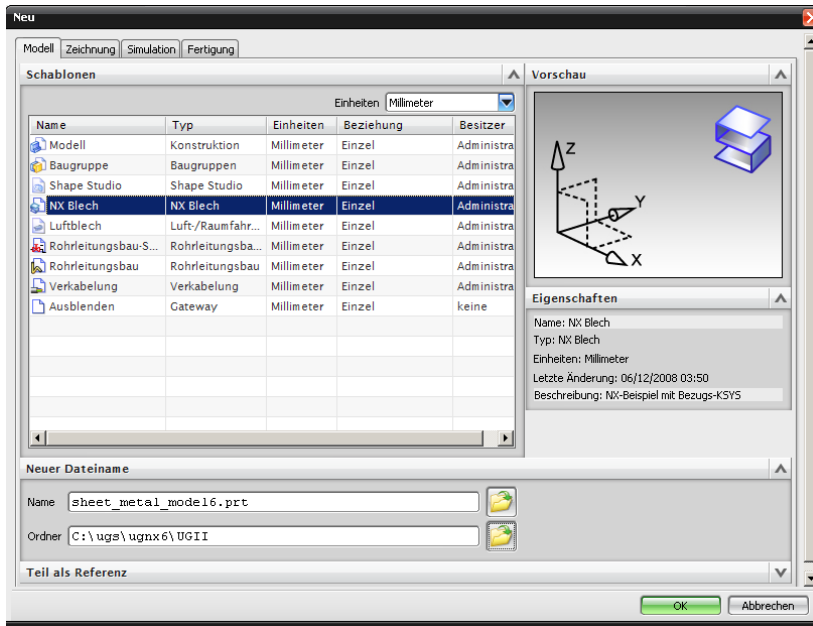 Neu
Modell Zeichnung Simulation Fertigung
Schablonen
Einheiten Millimeter
Name Typ Einheiten Beziehung Besitzer
Modell Konstruktion Millimeter Einzel Administra
Baugruppe Baugruppen Millimeter Einzel Administra
Shape Studio Shape Studio Millimeter Einzel Administra
NX Blech NX Blech Millimeter Einzel Administra
Luftblech Luft-/Raumfahr... Millimeter Einzel Administra
Rohrleitungsbau-S... Rohrleitungsba... Millimeter Einzel Administra
Rohrleitungsbau Rohrleitungsbau Millimeter Einzel Administra
Verkabelung Verkabelung Millimeter Einzel Administra
Ausblenden Gateway Millimeter Einzel keine
Vorschau
Z
Y
X
Eigenschaften
Name: NX Blech
Typ: NX Blech
Einheiten: Millimeter
Letzte Änderung: 06/12/2008 03:50
Beschreibung: NX-Beispiel mit Bezugs-KSYS
Neuer Dateiname
Name sheet_metal_model6.prt
Ordner C:\ugs\ugnx6\UGII
Teil als Referenz
OK Abbrechen